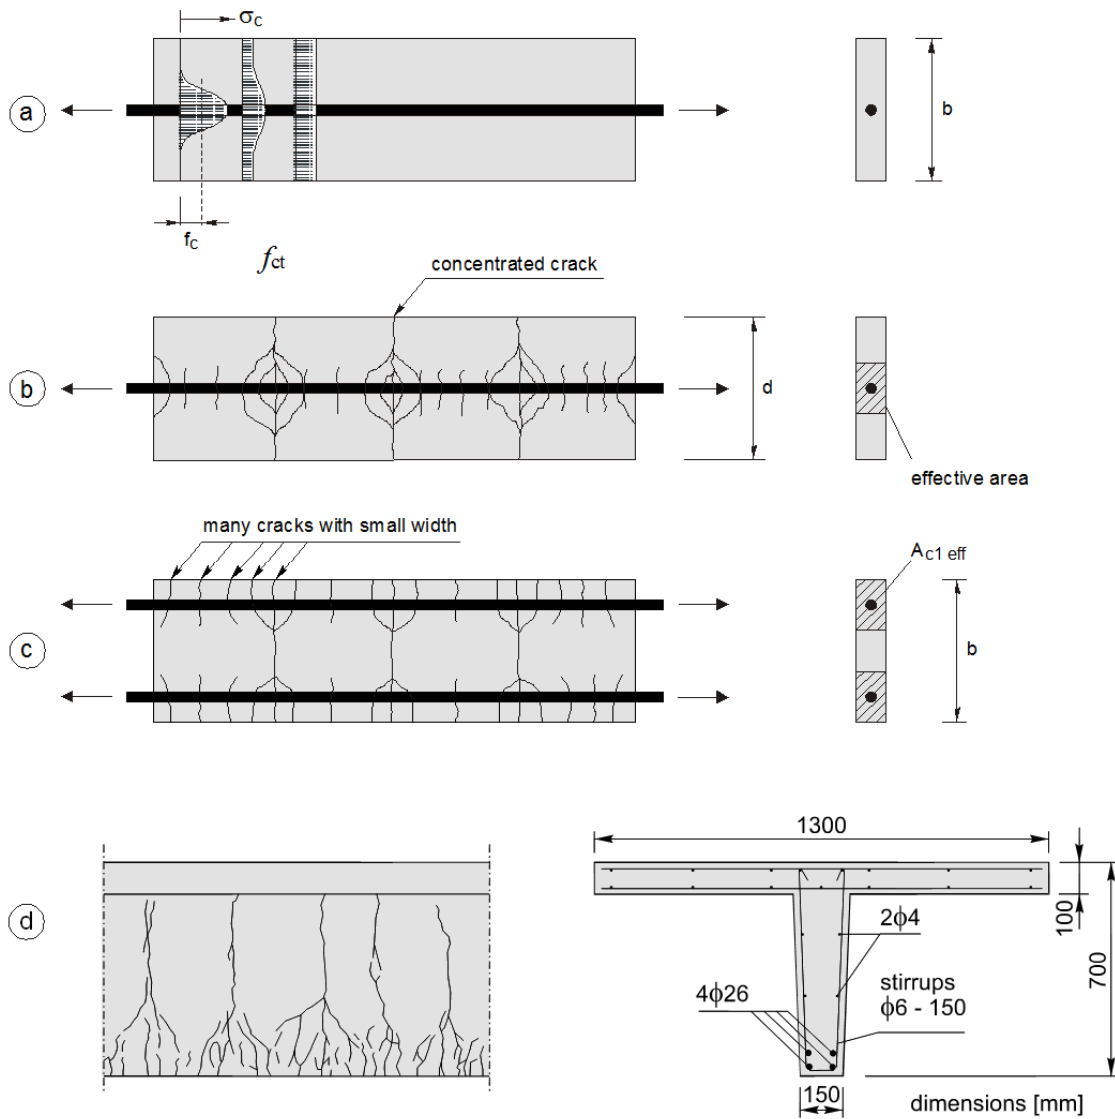 σc
a
b
fc
fct
concentrated crack
b
d
effective area
many cracks with small width
Ac1 eff
c
b
1300
d
100
700
2ϕ4
4ϕ26
stirrups
ϕ6 - 150
150
dimensions [mm]